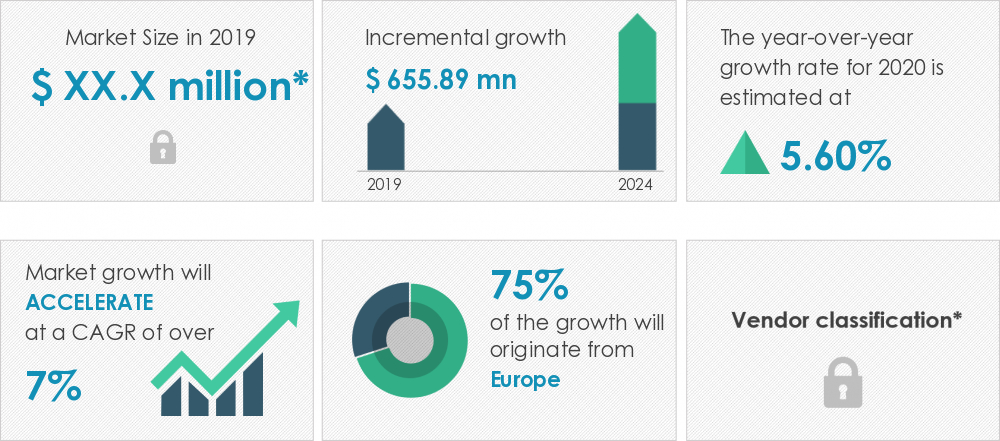 Market Size in 2019
$ XX.X million*
Incremental growth
$ 655.89 mn
2019
2024
The year-over-year
growth rate for 2020 is
estimated at
5.60%
Market growth will
ACCELERATE
at a CAGR of over
7%
75%
of the growth will
originate from
Europe
Vendor classification*